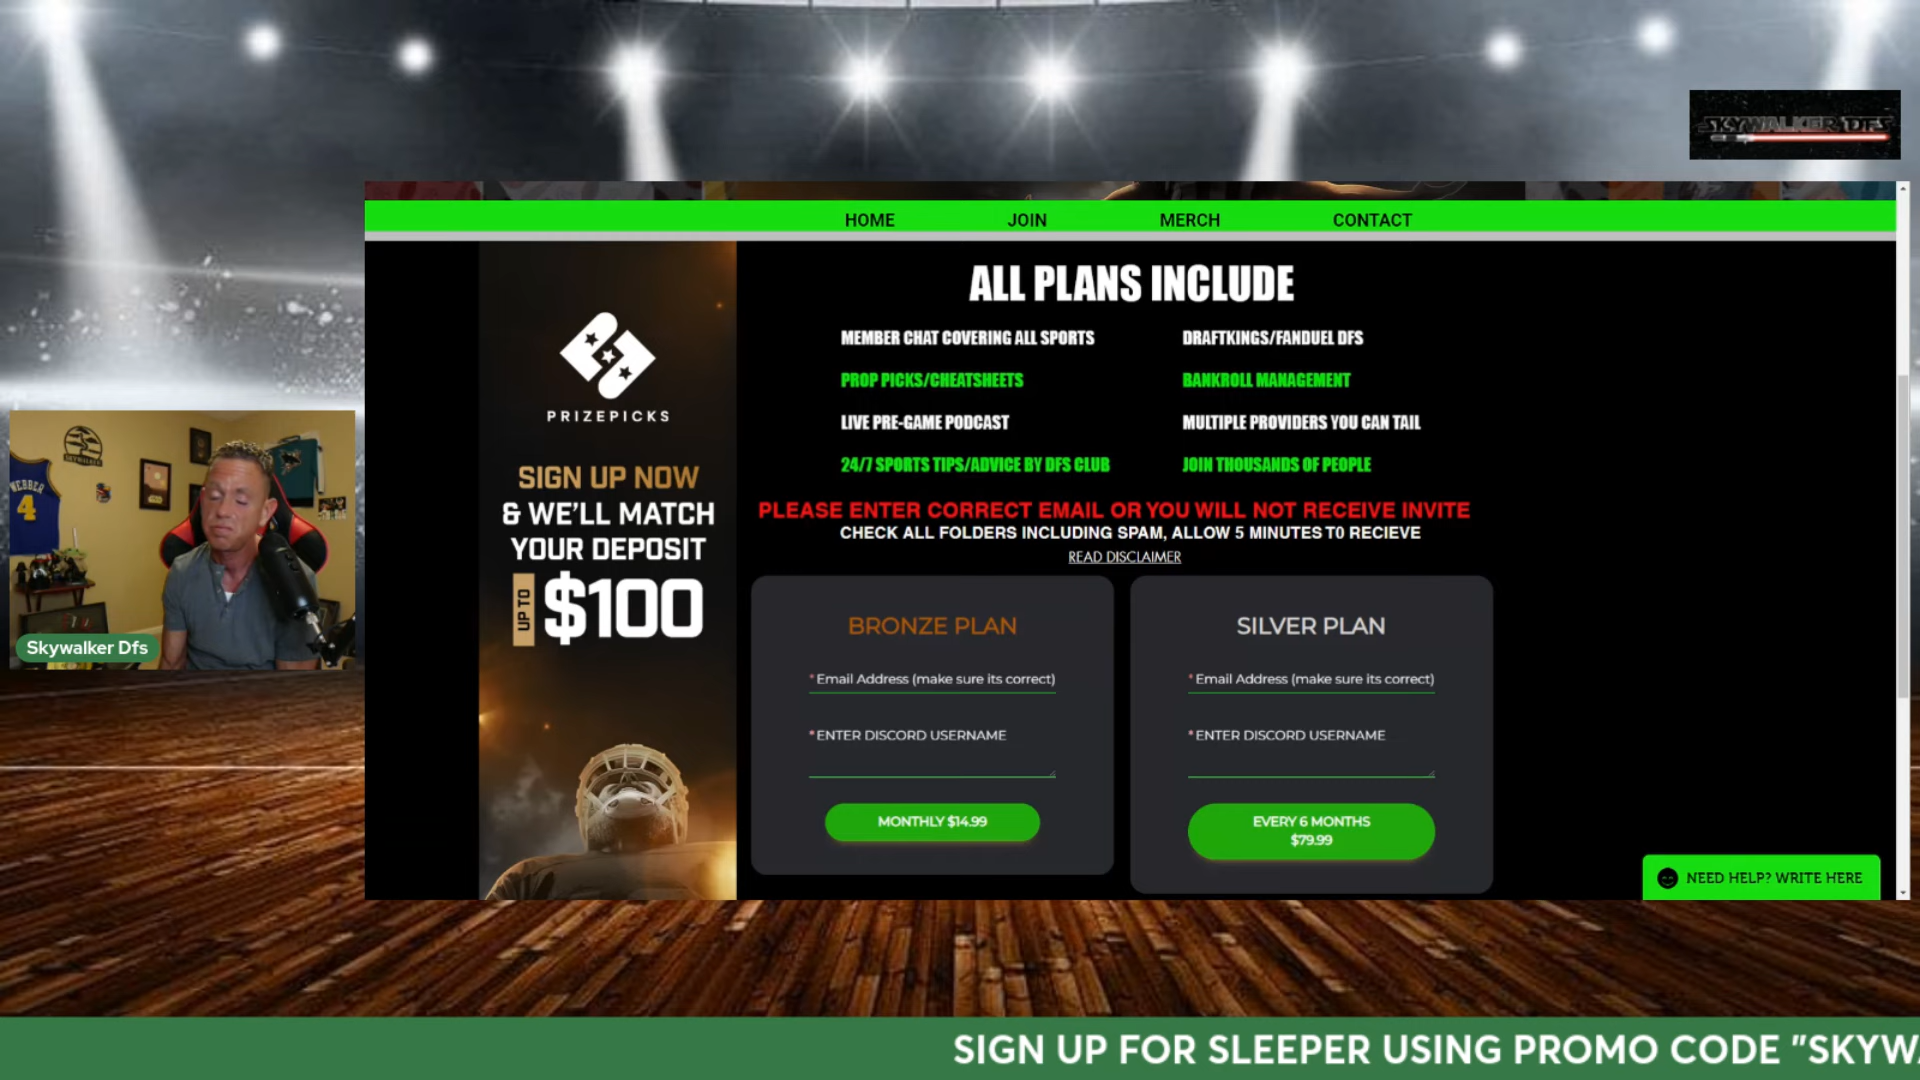 SKYWALKER DFS
HOME JOIN MERCH CONTACT
PRIZEPICKS
SIGN UP NOW
& WE'LL MATCH
YOUR DEPOSIT
UP TO $100
ALL PLANS INCLUDE
MEMBER CHAT COVERING ALL SPORTS
DRAFTKINGS/FANDUEL DFS
PROP PICKS/CHEATSHEETS
BANKROLL MANAGEMENT
LIVE PRE-GAME PODCAST
MULTIPLE PROVIDERS YOU CAN TAIL
24/7 SPORTS TIPS/ADVICE BY DFS CLUB
JOIN THOUSANDS OF PEOPLE
PLEASE ENTER CORRECT EMAIL OR YOU WILL NOT RECEIVE INVITE
CHECK ALL FOLDERS INCLUDING SPAM, ALLOW 5 MINUTES T0 RECIEVE
READ DISCLAIMER
BRONZE PLAN
*Email Address (make sure its correct)
*ENTER DISCORD USERNAME
MONTHLY $14.99
SILVER PLAN
*Email Address (make sure its correct)
*ENTER DISCORD USERNAME
EVERY 6 MONTHS
$79.99
NEED HELP? WRITE HERE
WEBBER
4
SKYWALKER
Skywalker Dfs
SIGN UP FOR SLEEPER USING PROMO CODE "SKYWA